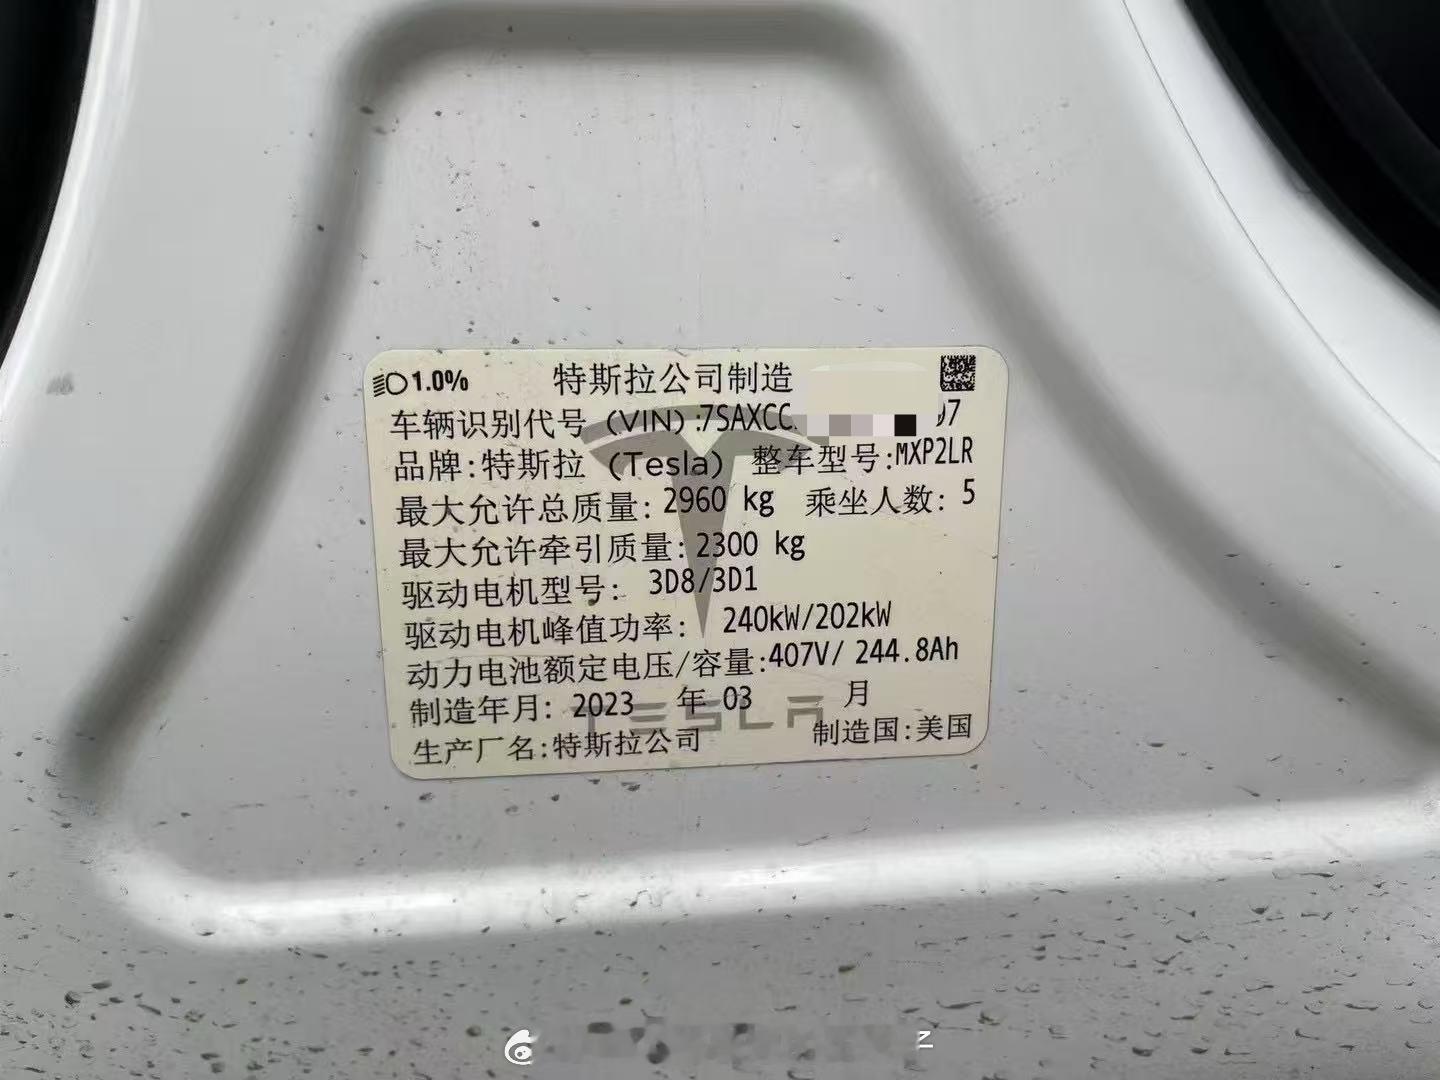 1.0% 特斯拉公司制造
车辆识别代号 (VIN):7SAXCC 97
品牌:特斯拉 (Tesla) 整车型号:MXP2LR
最大允许总质量:2960 kg 乘坐人数: 5
最大允许牵引质量:2300 kg
驱动电机型号: 3D8/3D1
驱动电机峰值功率: 240kW/202kW
动力电池额定电压/容量:407V/ 244.8Ah
制造年月: 2023 年 03 月
TESLA
生产厂名:特斯拉公司 制造国:美国